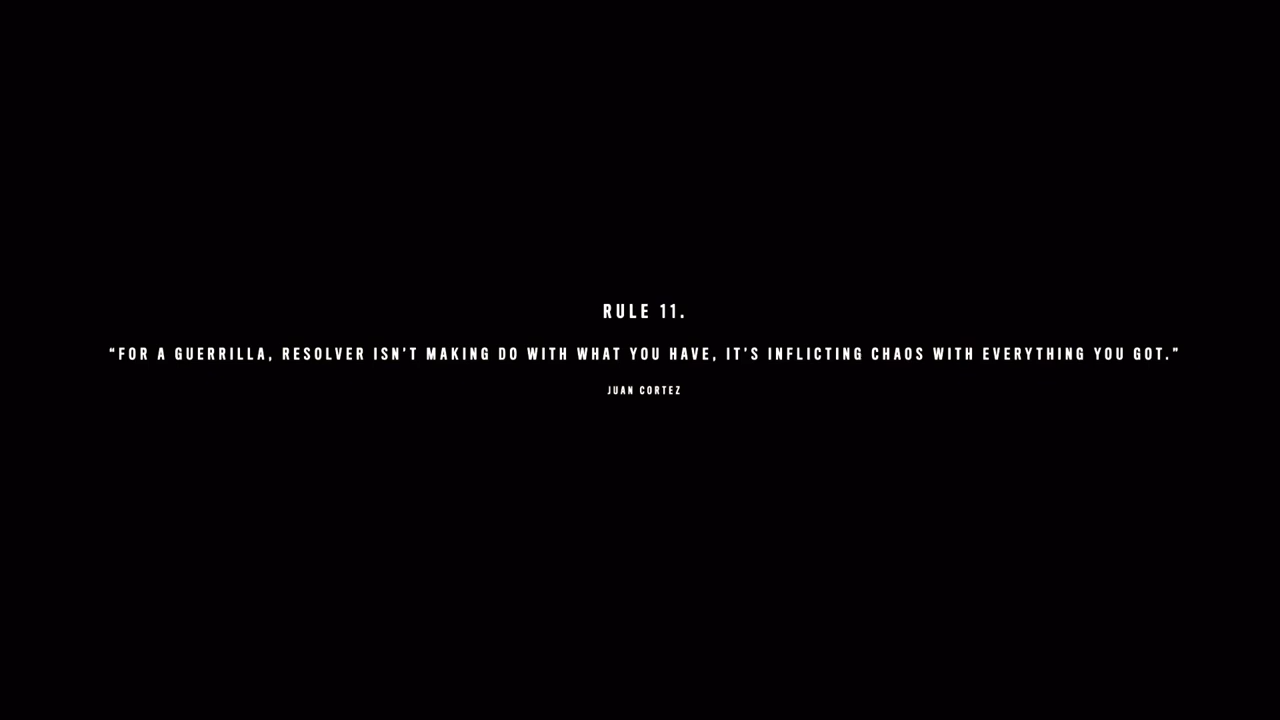 RULE 11.
“FOR A GUERRILLA, RESOLVER ISN’T MAKING DO WITH WHAT YOU HAVE, IT’S INFLICTING CHAOS WITH EVERYTHING YOU GOT.”
JUAN CORTEZ